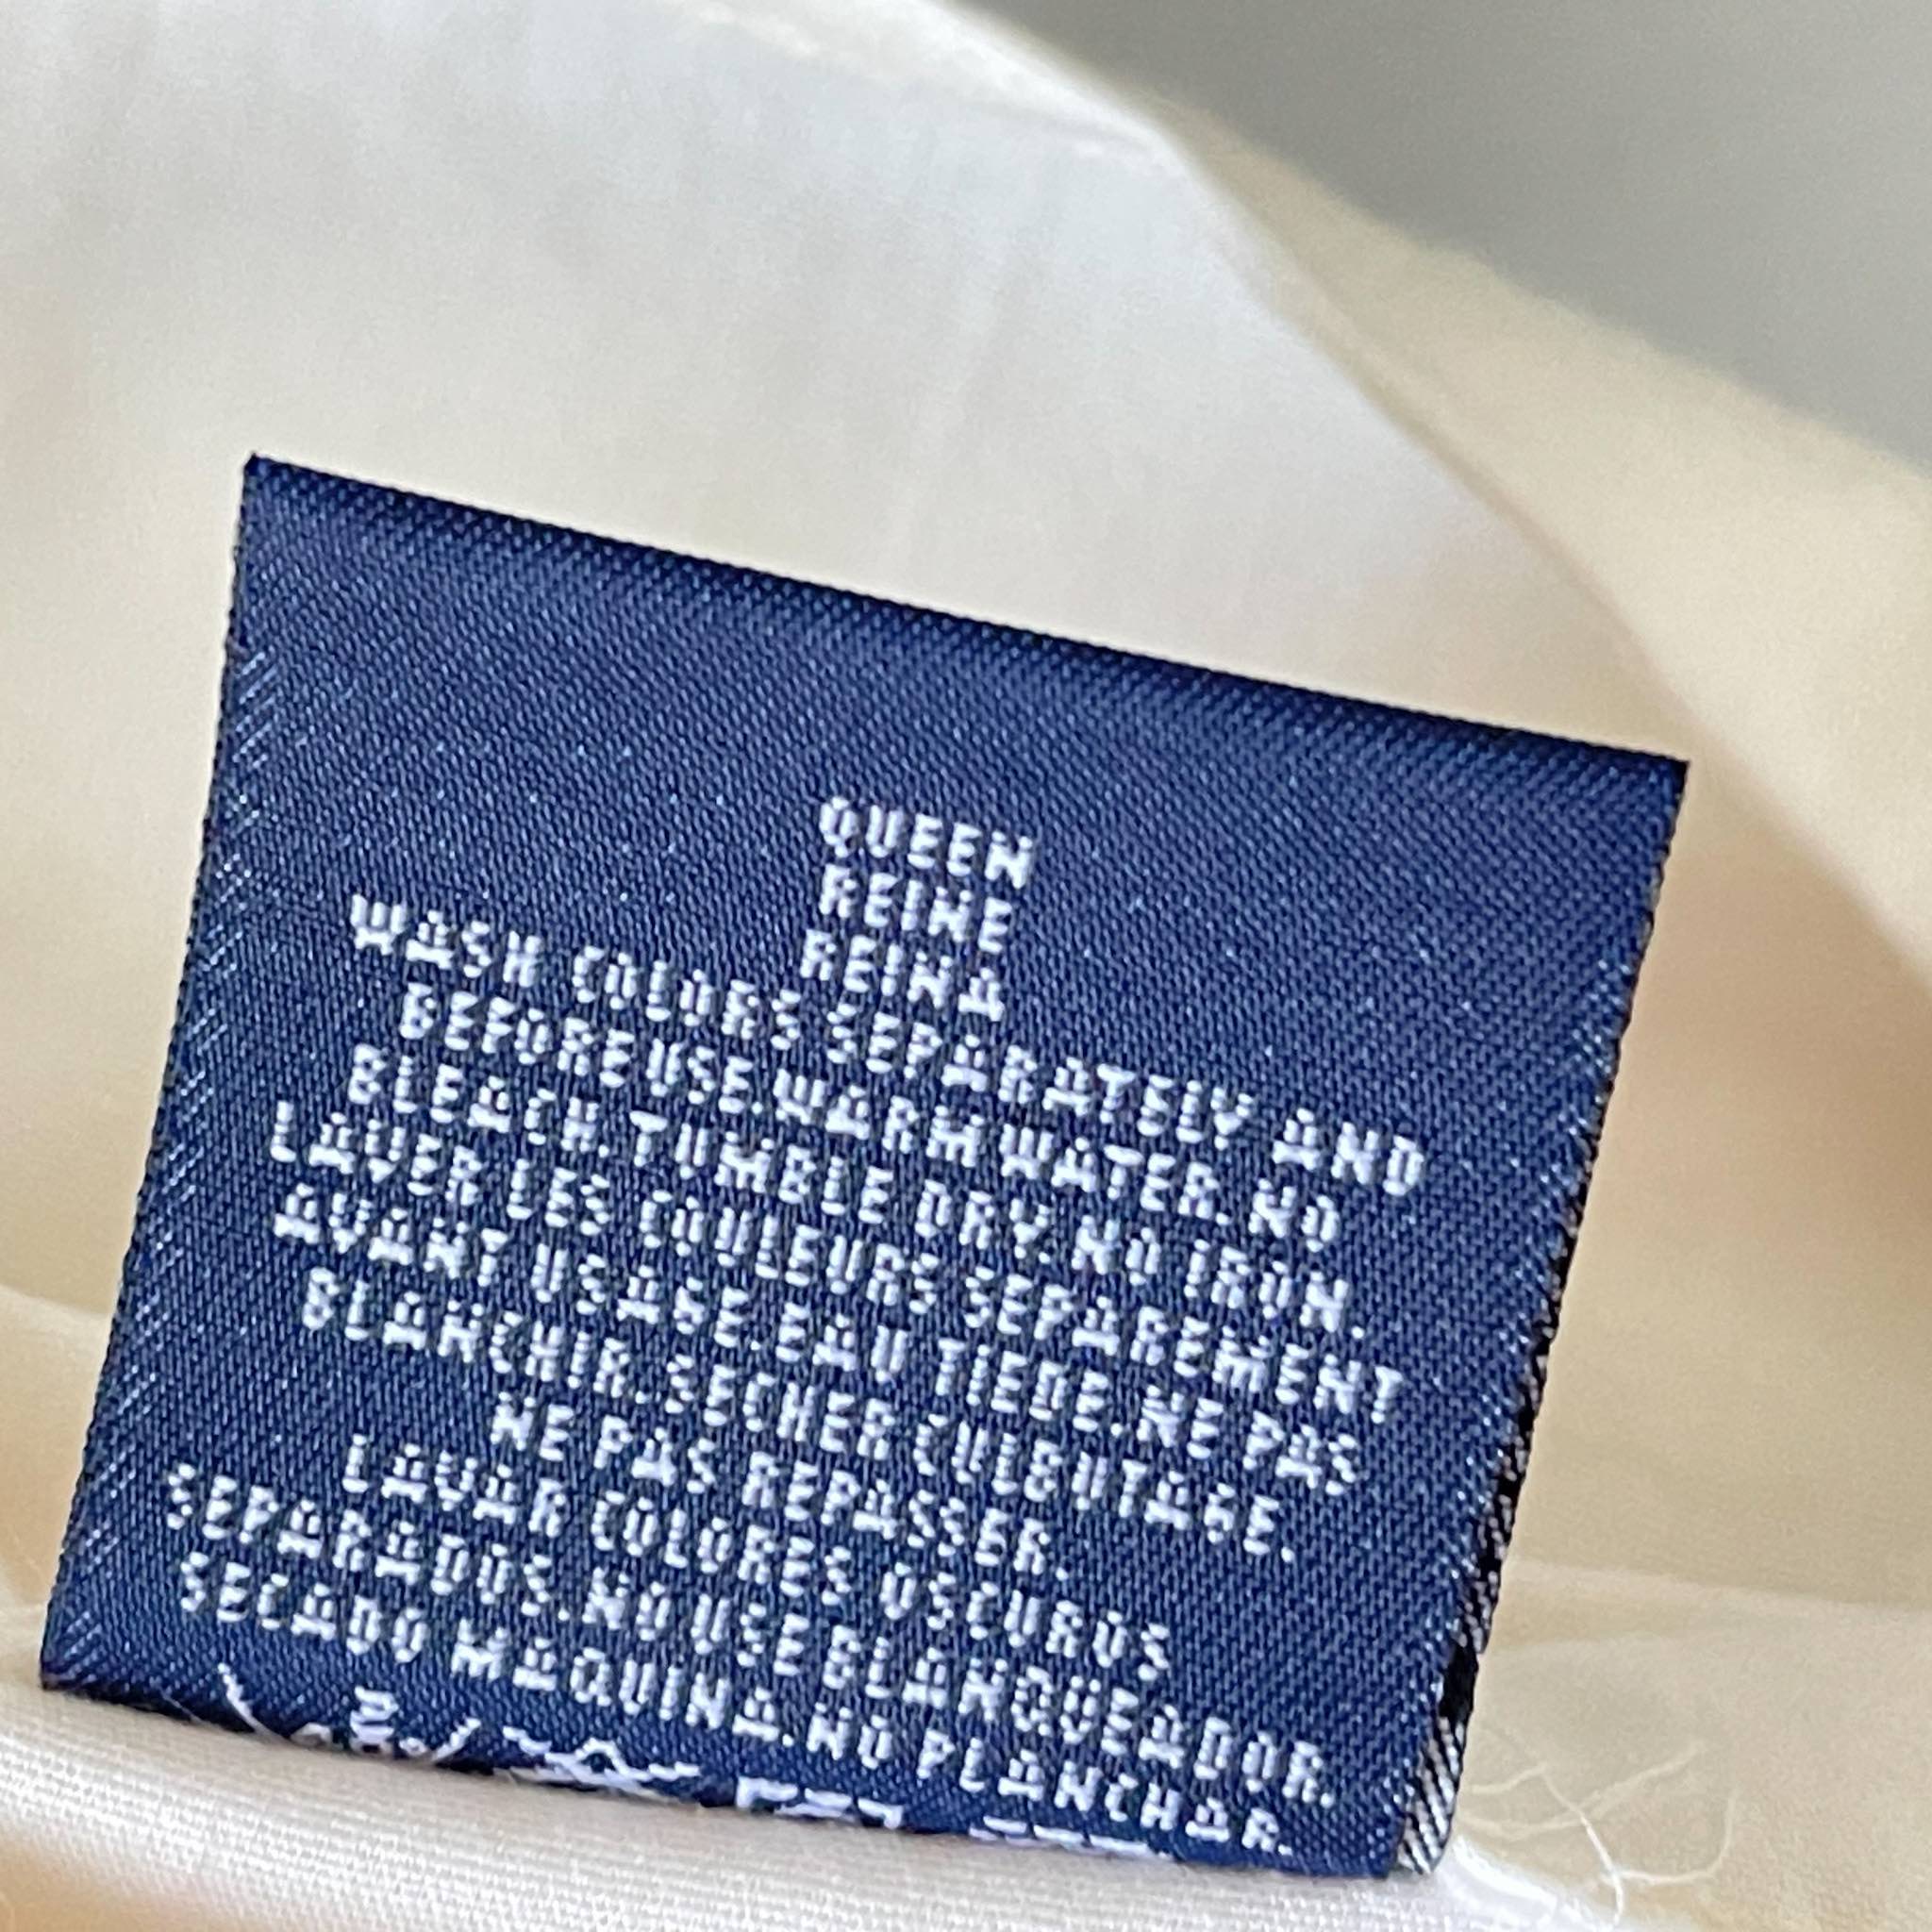 QUEEN
REINE
REINA
WASH COLORS SEPARATELY AND
BEFORE USE.WARM WATER. NO
BLEACH.TUMBLE DRY.NO IRON.
LAVER LES COULEURS SEPAREMENT
AVANT USAGE.EAU TIEDE.NE PAS
BLANCHIR.SECHER CULBUTAGE.
NE PAS REPASSER.
LAVAR COLORES OSCUROS
SEPARADOS.NO USE BLANQUEADOR.
SECADO MAQUINA.NO PLANCHAR.